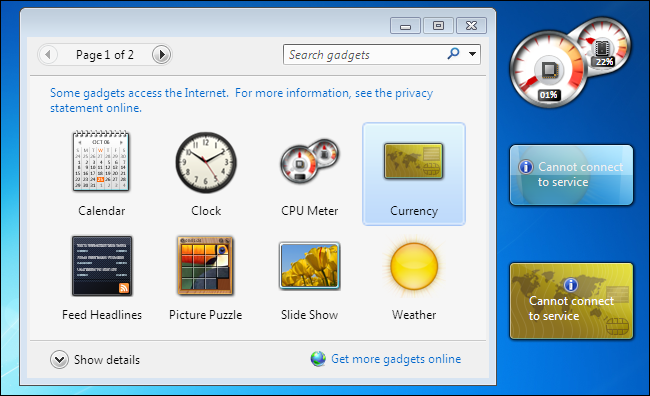 Page 1 of 2
Search gadgets
Some gadgets access the Internet.  For more information, see the privacy
statement online.
OCT 06
Calendar
Clock
CPU Meter
Currency
Feed Headlines
Picture Puzzle
Slide Show
Weather
Show details
Get more gadgets online
22%
01%
Cannot connect
to service
Cannot connect
to service